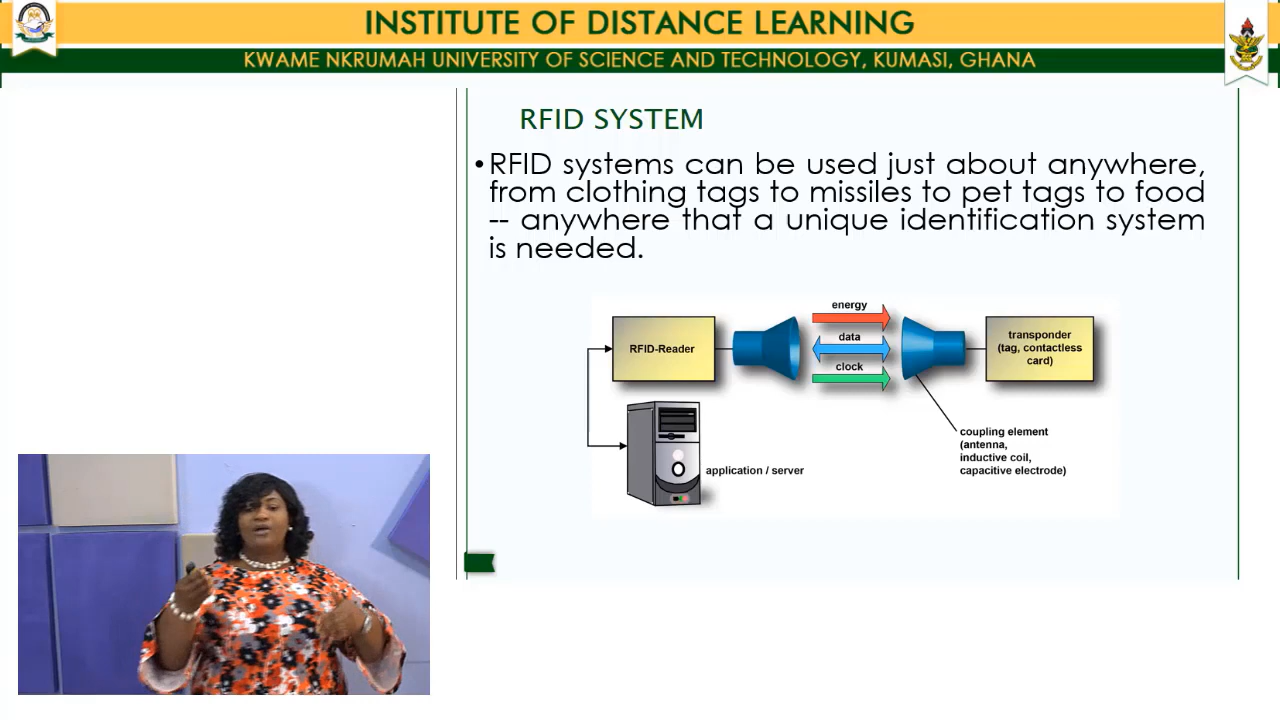 INSTITUTE OF DISTANCE LEARNING
KWAME NKRUMAH UNIVERSITY OF SCIENCE AND TECHNOLOGY, KUMASI, GHANA
RFID SYSTEM
• RFID systems can be used just about anywhere,
from clothing tags to missiles to pet tags to food
-- anywhere that a unique identification system
is needed.
energy
RFID-Reader
data
clock
transponder
(tag, contactless
card)
application / server
coupling element
(antenna,
inductive coil,
capacitive electrode)